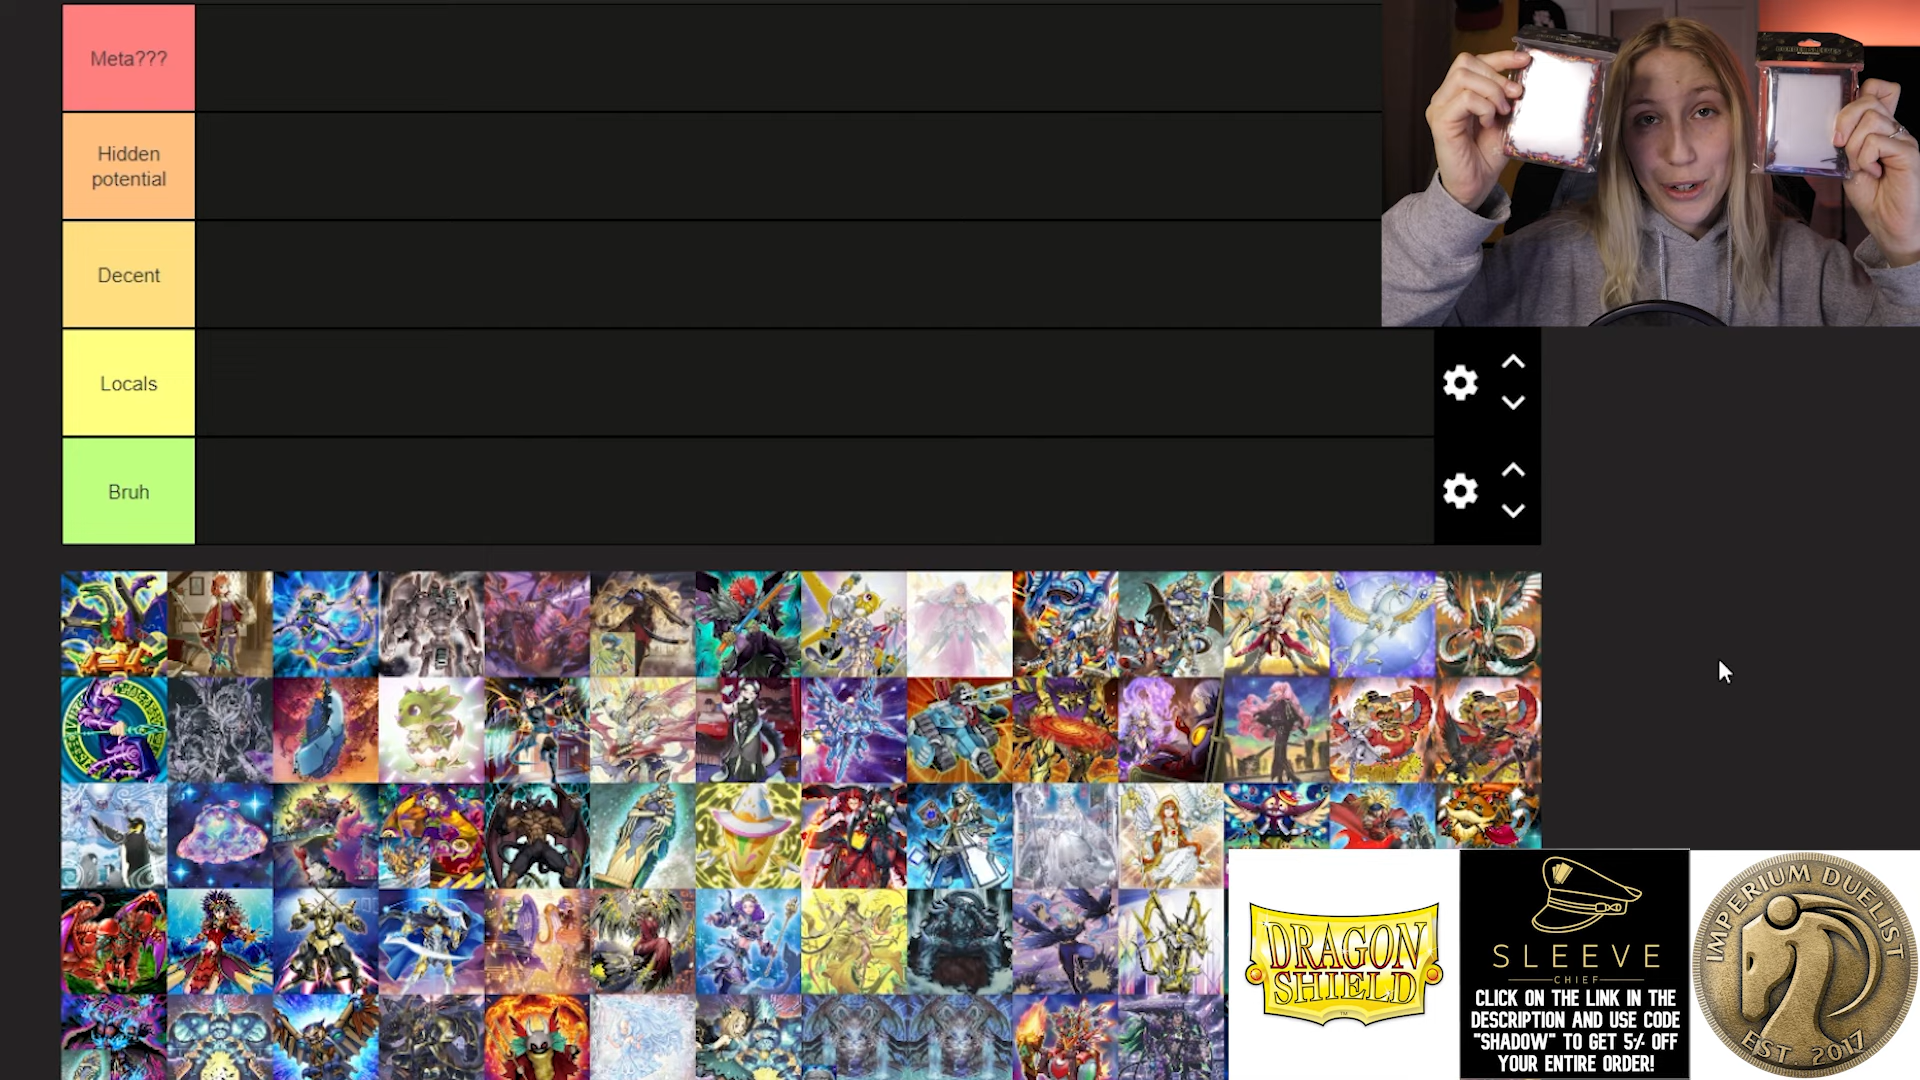 Meta???
Hidden
potential
Decent
Locals
Bruh
DRAGON
SHIELD
TM
SLEEVE
CHIEF
CLICK ON THE LINK IN THE
DESCRIPTION AND USE CODE
"SHADOW" TO GET 5% OFF
YOUR ENTIRE ORDER!
IMPERIUM DUELIST
EST. 2017